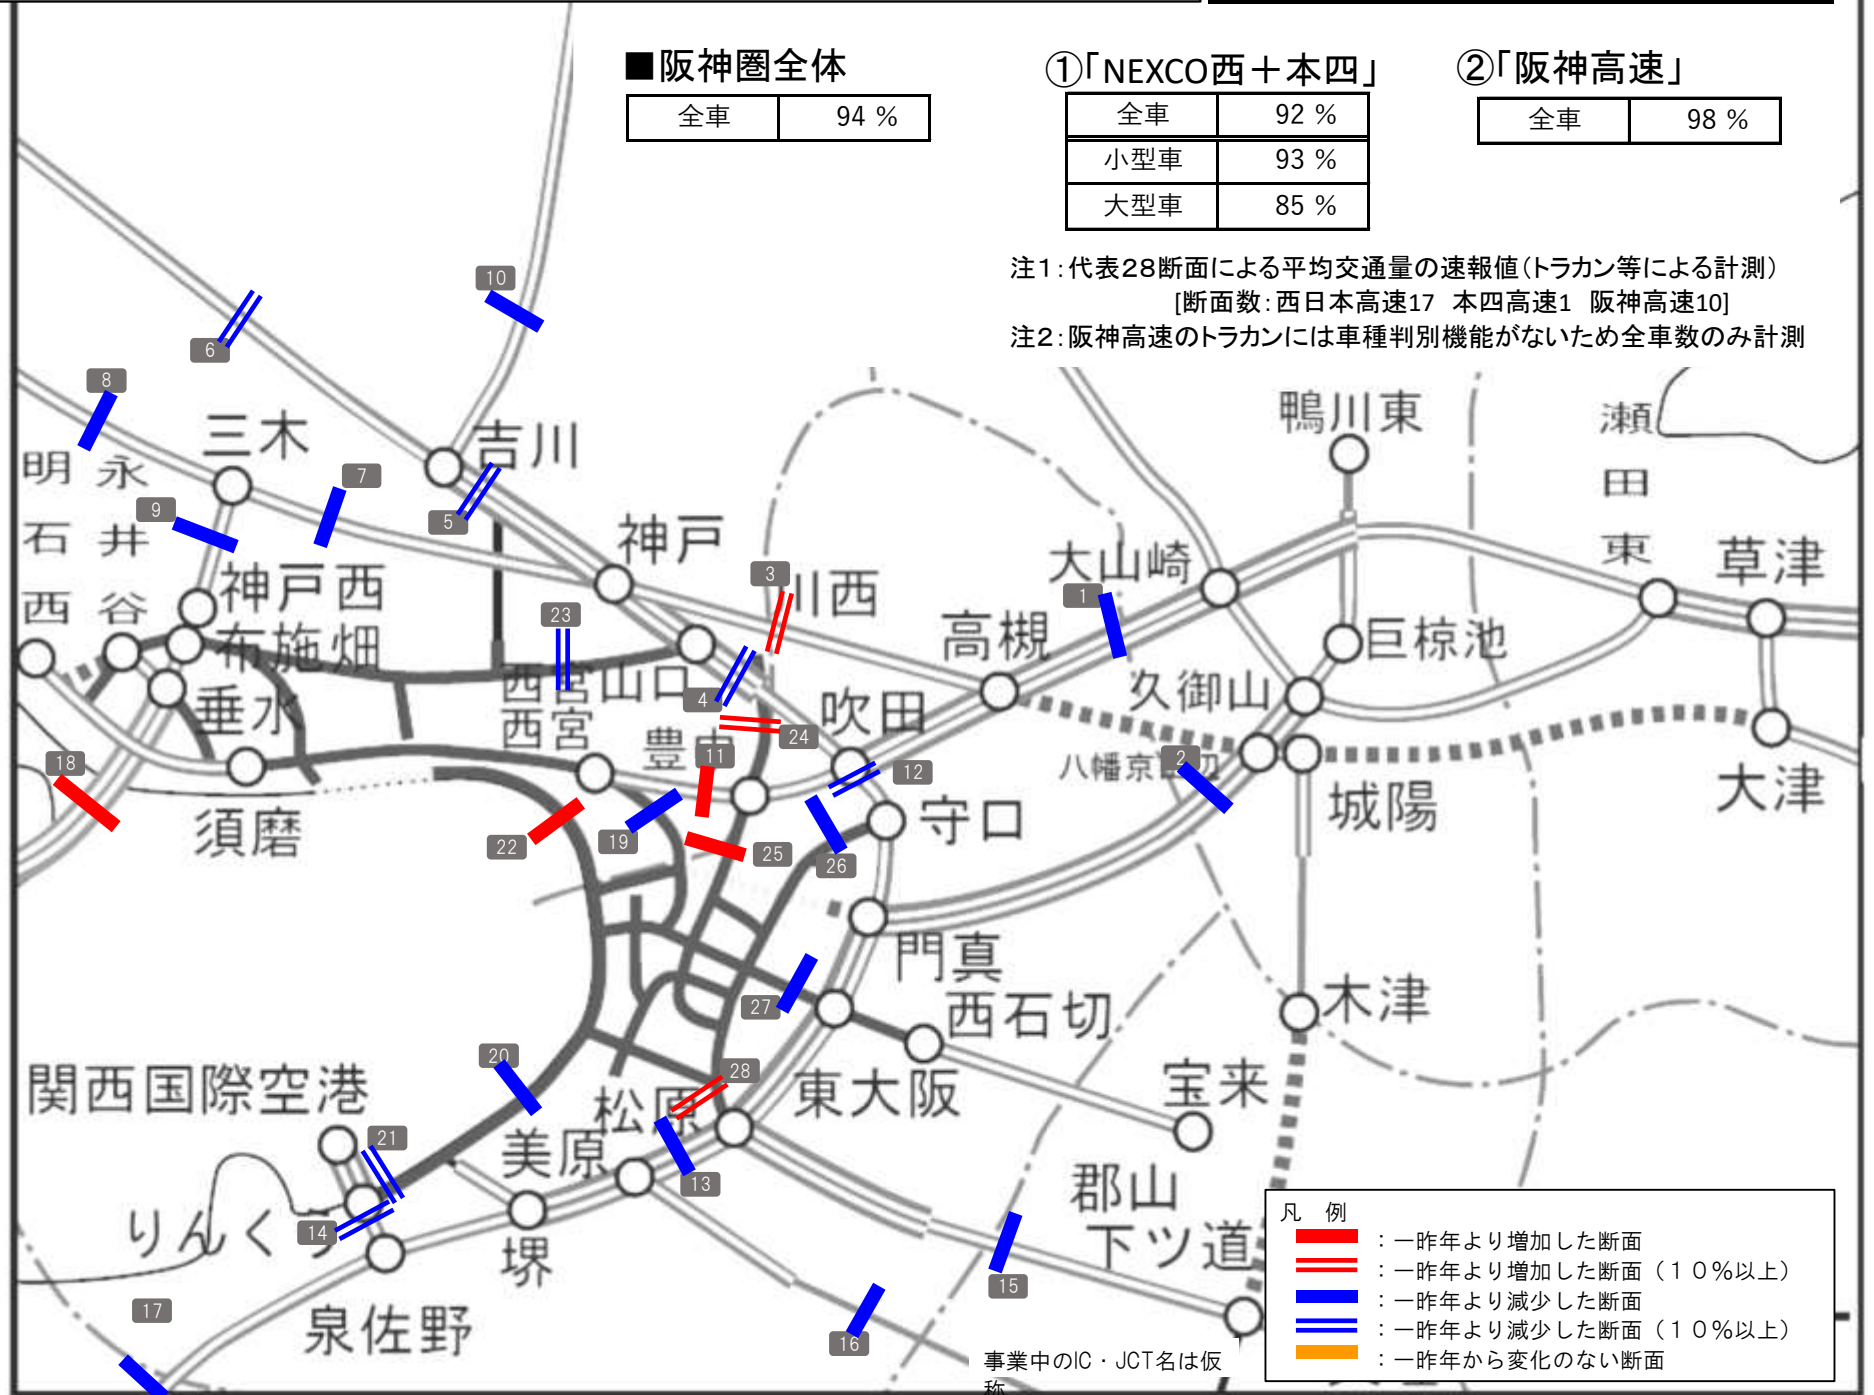 ■阪神圏全体
全車 94 %
①「NEXCO西＋本四」
全車 92 %
小型車 93 %
大型車 85 %
②「阪神高速」
全車 98 %
注1：代表28断面による平均交通量の速報値（トラカン等による計測）
[断面数：西日本高速17 本四高速1 阪神高速10]
注2：阪神高速のトラカンには車種判別機能がないため全車数のみ計測
10
6
8
三木
吉川
鴨川東
瀬田東
明石西
永井谷
7
9
5
神戸
大山崎
草津
神戸西
3
川西
1
布施畑
23
高槻
巨椋池
西宮山口
4
久御山
垂水
西宮
吹田
24
豊中
11
18
12
八幡京田辺
2
大津
須磨
22
19
25
26
守口
城陽
門真
27
西石切
木津
20
関西国際空港
28
松原
東大阪
宝来
21
美原
13
郡山下ツ道
14
りんくう
堺
15
17
泉佐野
16
事業中のIC・JCT名は仮
称
凡 例
：一昨年より増加した断面
：一昨年より増加した断面（１０％以上）
：一昨年より減少した断面
：一昨年より減少した断面（１０％以上）
：一昨年から変化のない断面